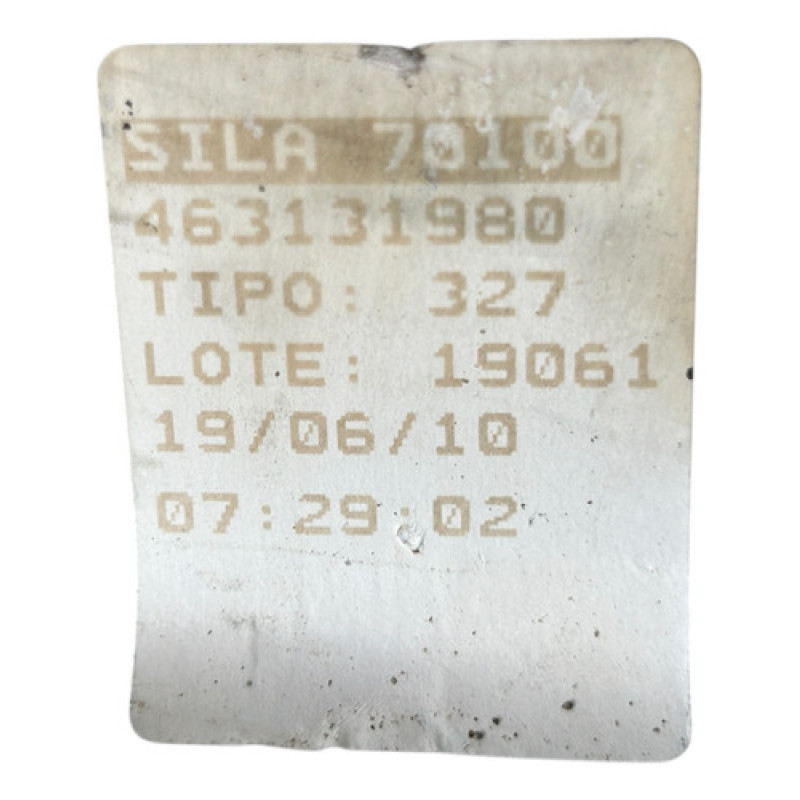 SILA 70100
463131980
TIPO: 327
LOTE: 19061
19/06/10
07:29:02